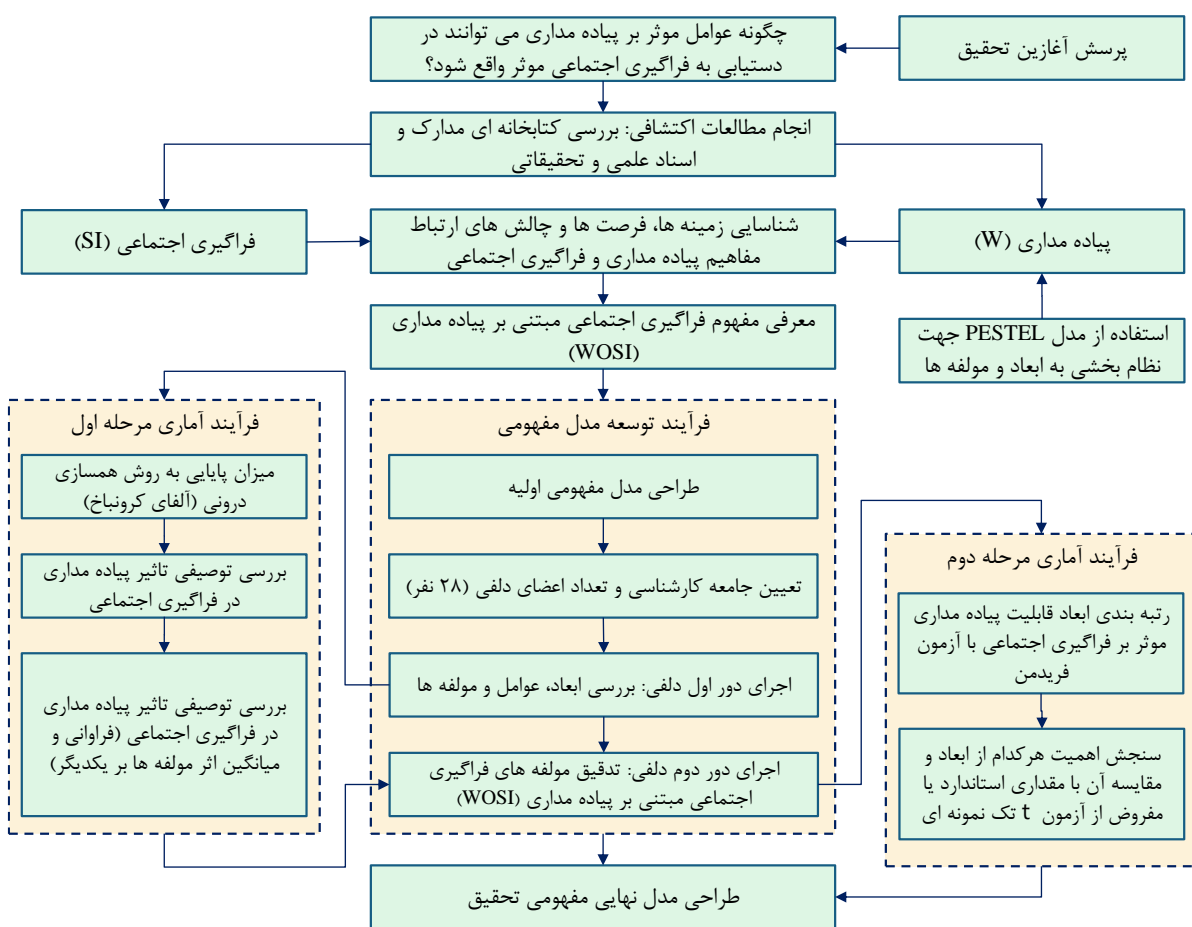 پرسش آغازین تحقیق
چگونه عوامل موثر بر پیاده مداری می توانند در
دستیابی به فراگیری اجتماعی موثر واقع شود؟
انجام مطالعات اکتشافی: بررسی کتابخانه ای مدارک و
اسناد علمی و تحقیقاتی
پیاده مداری (W)
شناسایی زمینه ها، فرصت ها و چالش های ارتباط
مفاهیم پیاده مداری و فراگیری اجتماعی
فراگیری اجتماعی (SI)
استفاده از مدل PESTEL جهت
نظام بخشی به ابعاد و مولفه ها
معرفی مفهوم فراگیری اجتماعی مبتنی بر پیاده مداری
(WOSI)
فرآیند توسعه مدل مفهومی
طراحی مدل مفهومی اولیه
تعیین جامعه کارشناسی و تعداد اعضای دلفی (۲۸ نفر)
اجرای دور اول دلفی: بررسی ابعاد، عوامل و مولفه ها
اجرای دور دوم دلفی: تدقیق مولفه های فراگیری
اجتماعی مبتنی بر پیاده مداری (WOSI)
فرآیند آماری مرحله اول
میزان پایایی به روش همسازی
درونی (آلفای کرونباخ)
بررسی توصیفی تاثیر پیاده مداری
در فراگیری اجتماعی
بررسی توصیفی تاثیر پیاده مداری
در فراگیری اجتماعی (فراوانی و
میانگین اثر مولفه ها بر یکدیگر)
فرآیند آماری مرحله دوم
رتبه بندی ابعاد قابلیت پیاده مداری
موثر بر فراگیری اجتماعی با آزمون
فریدمن
سنجش اهمیت هرکدام از ابعاد و
مقایسه آن با مقداری استاندارد یا
مفروض از آزمون t تک نمونه ای
طراحی مدل نهایی مفهومی تحقیق